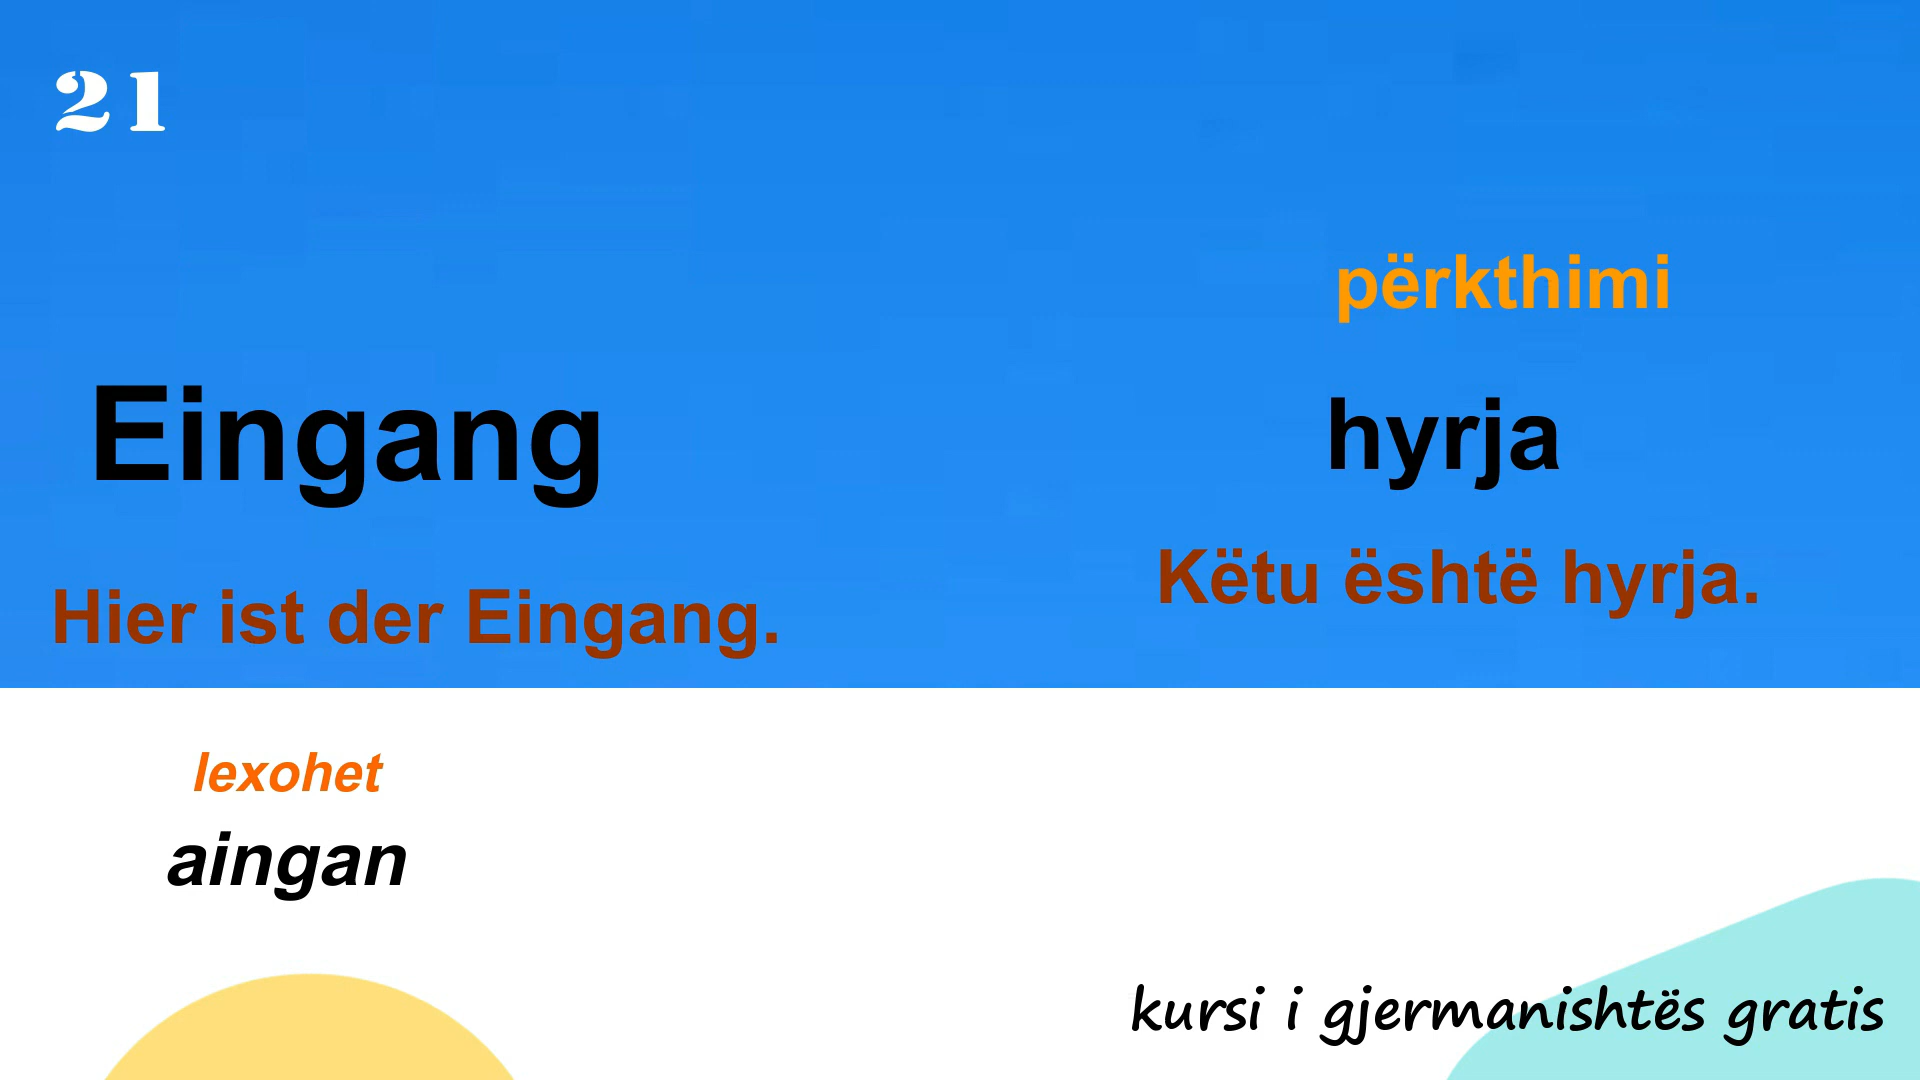 21
Eingang
Hier ist der Eingang.
përkthimi
hyrja
Këtu është hyrja.
lexohet
aingan
kursi i gjermanishtës gratis